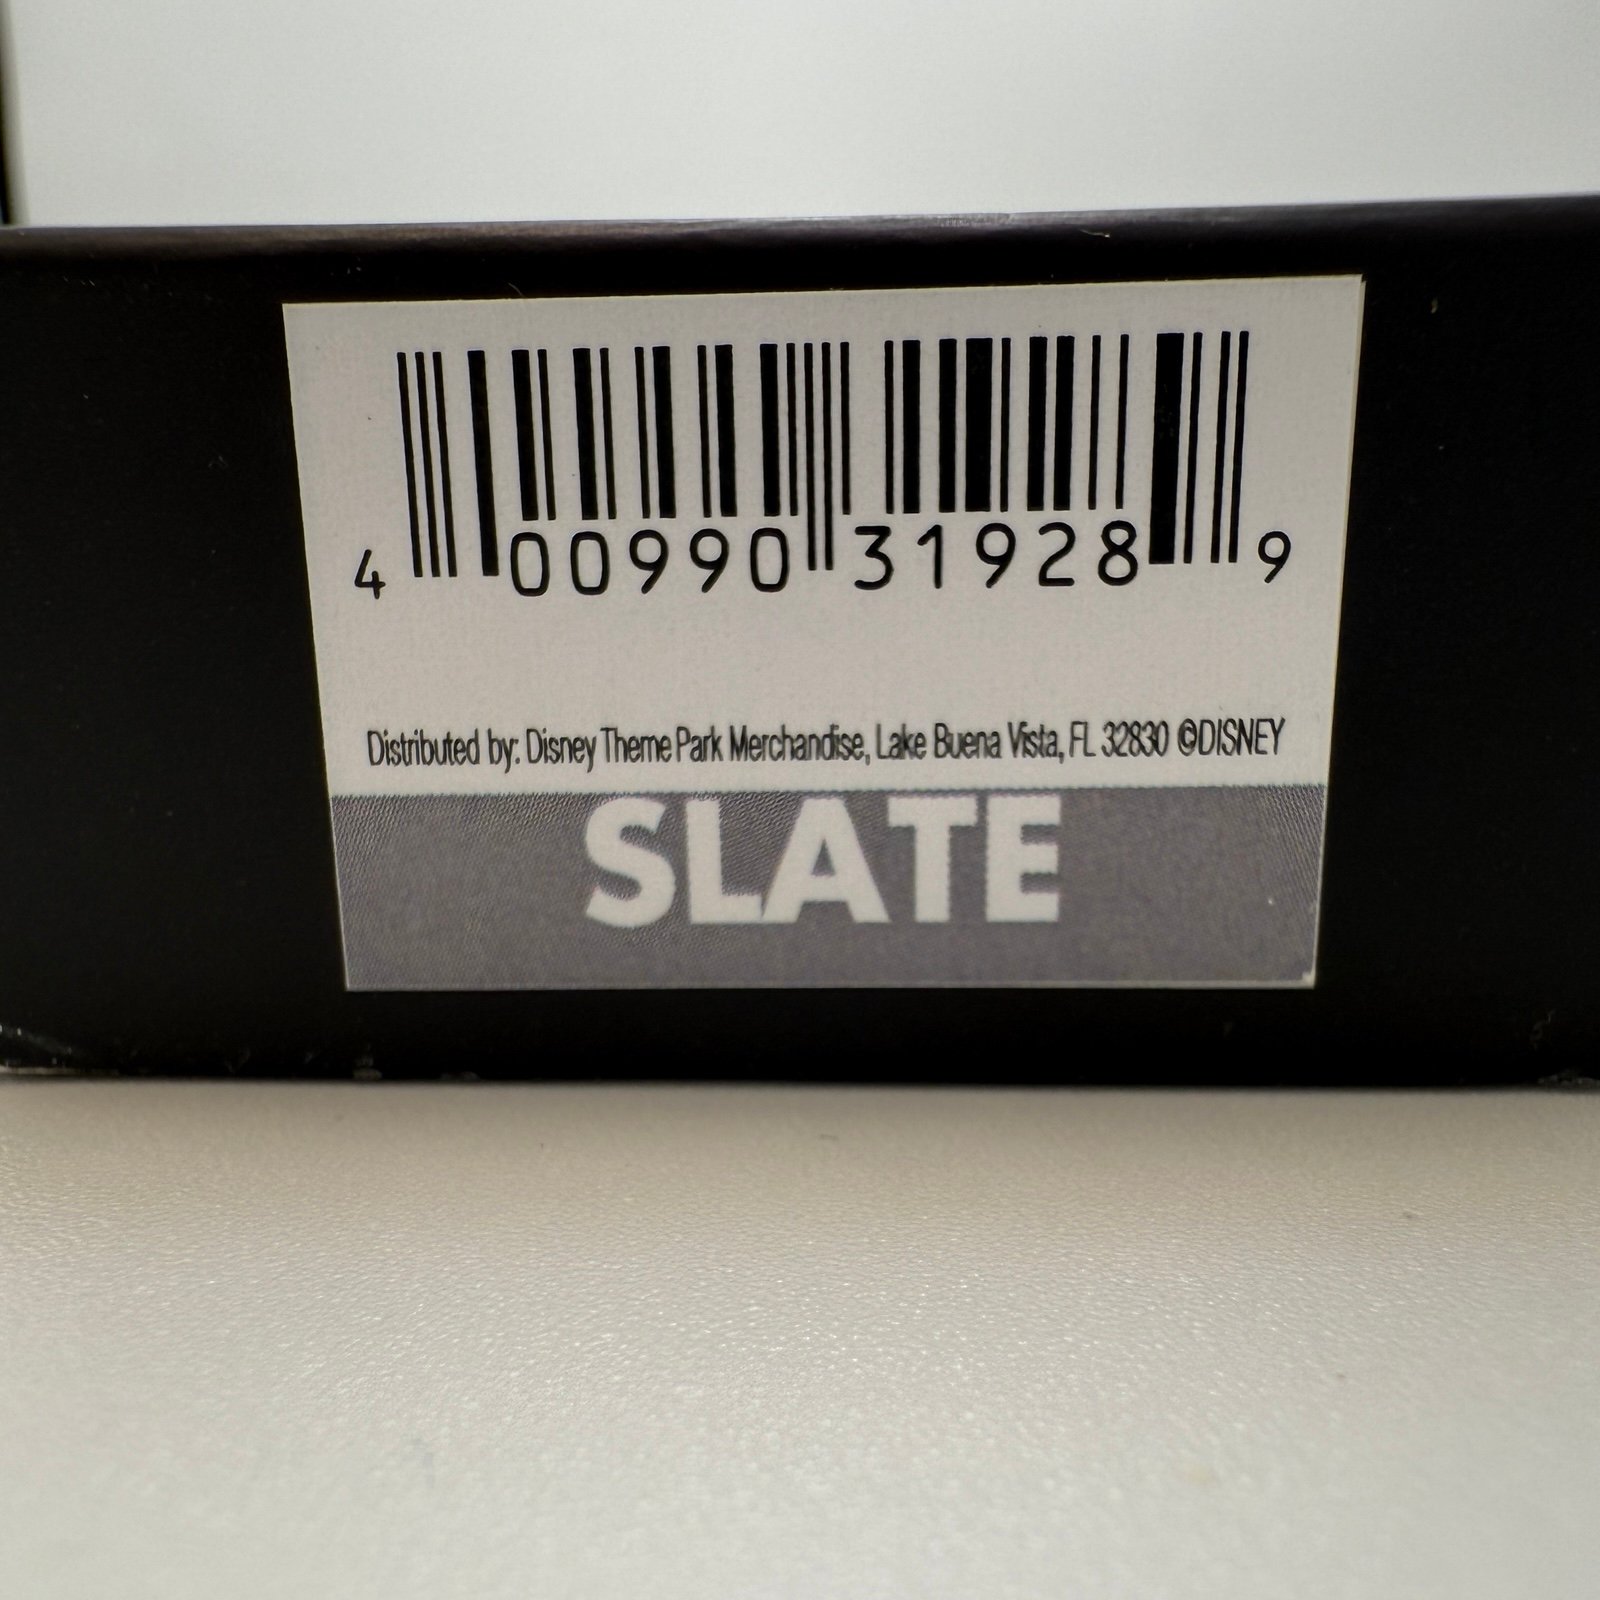 4 00990 31928 9
Distributed by: Disney Theme Park Merchandise, Lake Buena Vista, FL 32830 ©DISNEY
SLATE